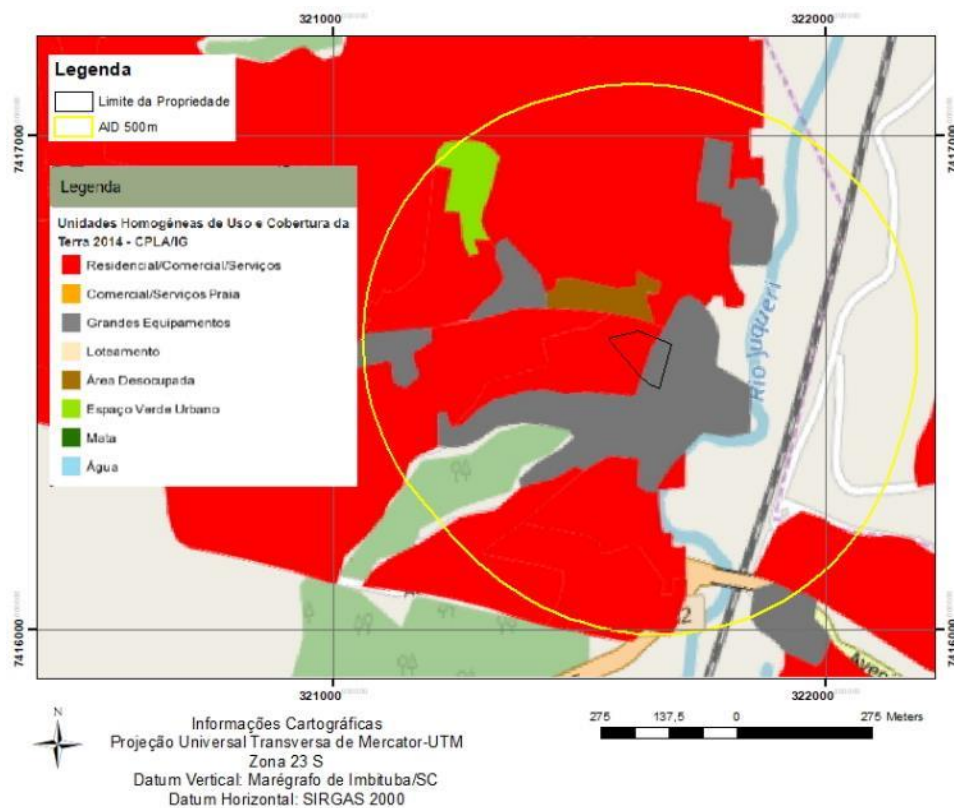 321000
322000
Legenda
Limite da Propriedade
AID 500m
7417000
7417000
Legenda
Unidades Homogêneas de Uso e Cobertura da
Terra 2014 - CPLA/IG
Residencial/Comercial/Serviços
Comercial/Serviços Praia
Grandes Equipamentos
Loteamento
Área Desocupada
Espaço Verde Urbano
Mata
Água
Rio Juqueri
7416000
7416000
321000
322000
N
Informações Cartográficas
Projeção Universal Transversa de Mercator-UTM
Zona 23 S
Datum Vertical: Marégrafo de Imbituba/SC
Datum Horizontal: SIRGAS 2000
275 137,5 0 275 Meters